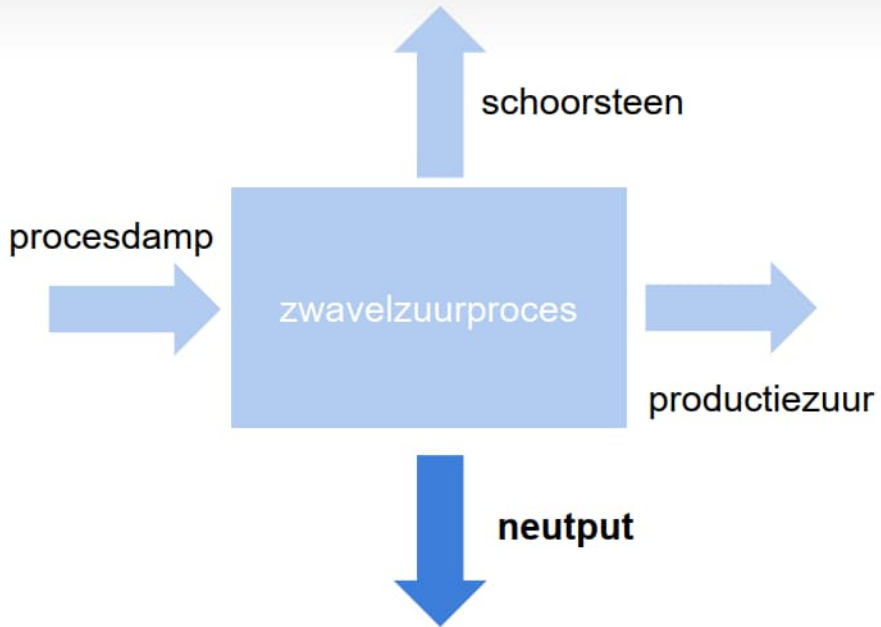 schoorsteen
procesdamp
zwavelzuurproces
productiezuur
neutput